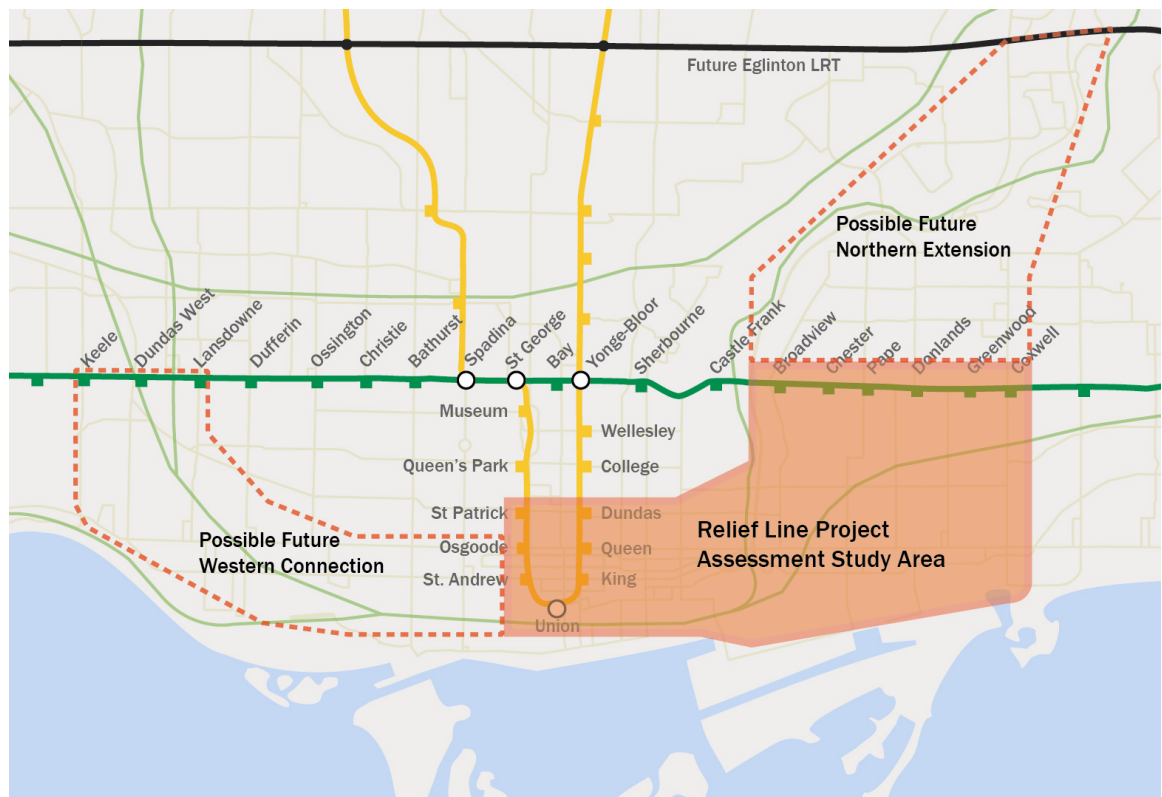 Future Eglinton LRT
Possible Future
Northern Extension
Keele
Dundas West
Lansdowne
Dufferin
Ossington
Christie
Bathurst
Spadina
St George
Bay
Yonge-Bloor
Sherbourne
Castle Frank
Broadview
Chester
Pape
Donlands
Greenwood
Coxwell
Museum
Wellesley
Queen's Park
College
St Patrick
Dundas
Relief Line Project
Assessment Study Area
Possible Future
Western Connection
Osgoode
Queen
St. Andrew
King
Union